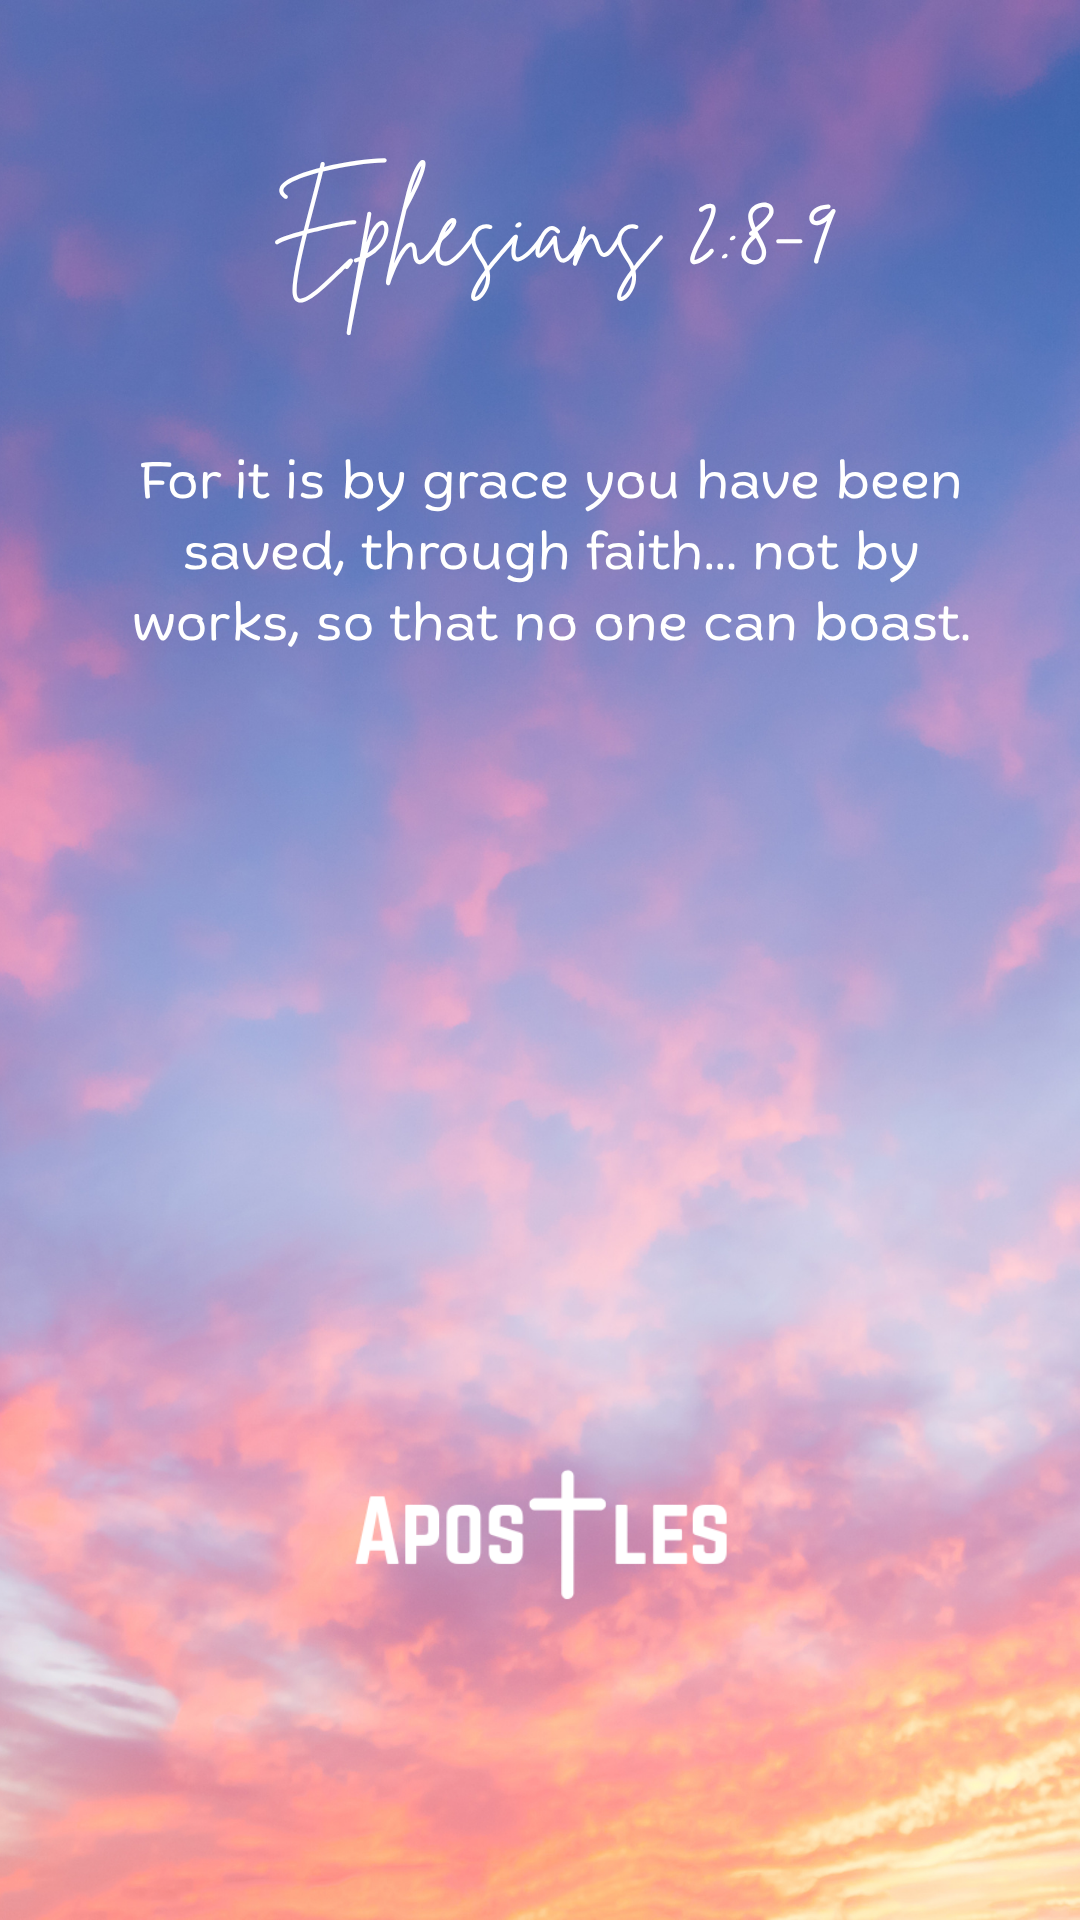 Ephesians 2:8-9
For it is by grace you have been
saved, through faith... not by
works, so that no one can boast.
APOSTLES